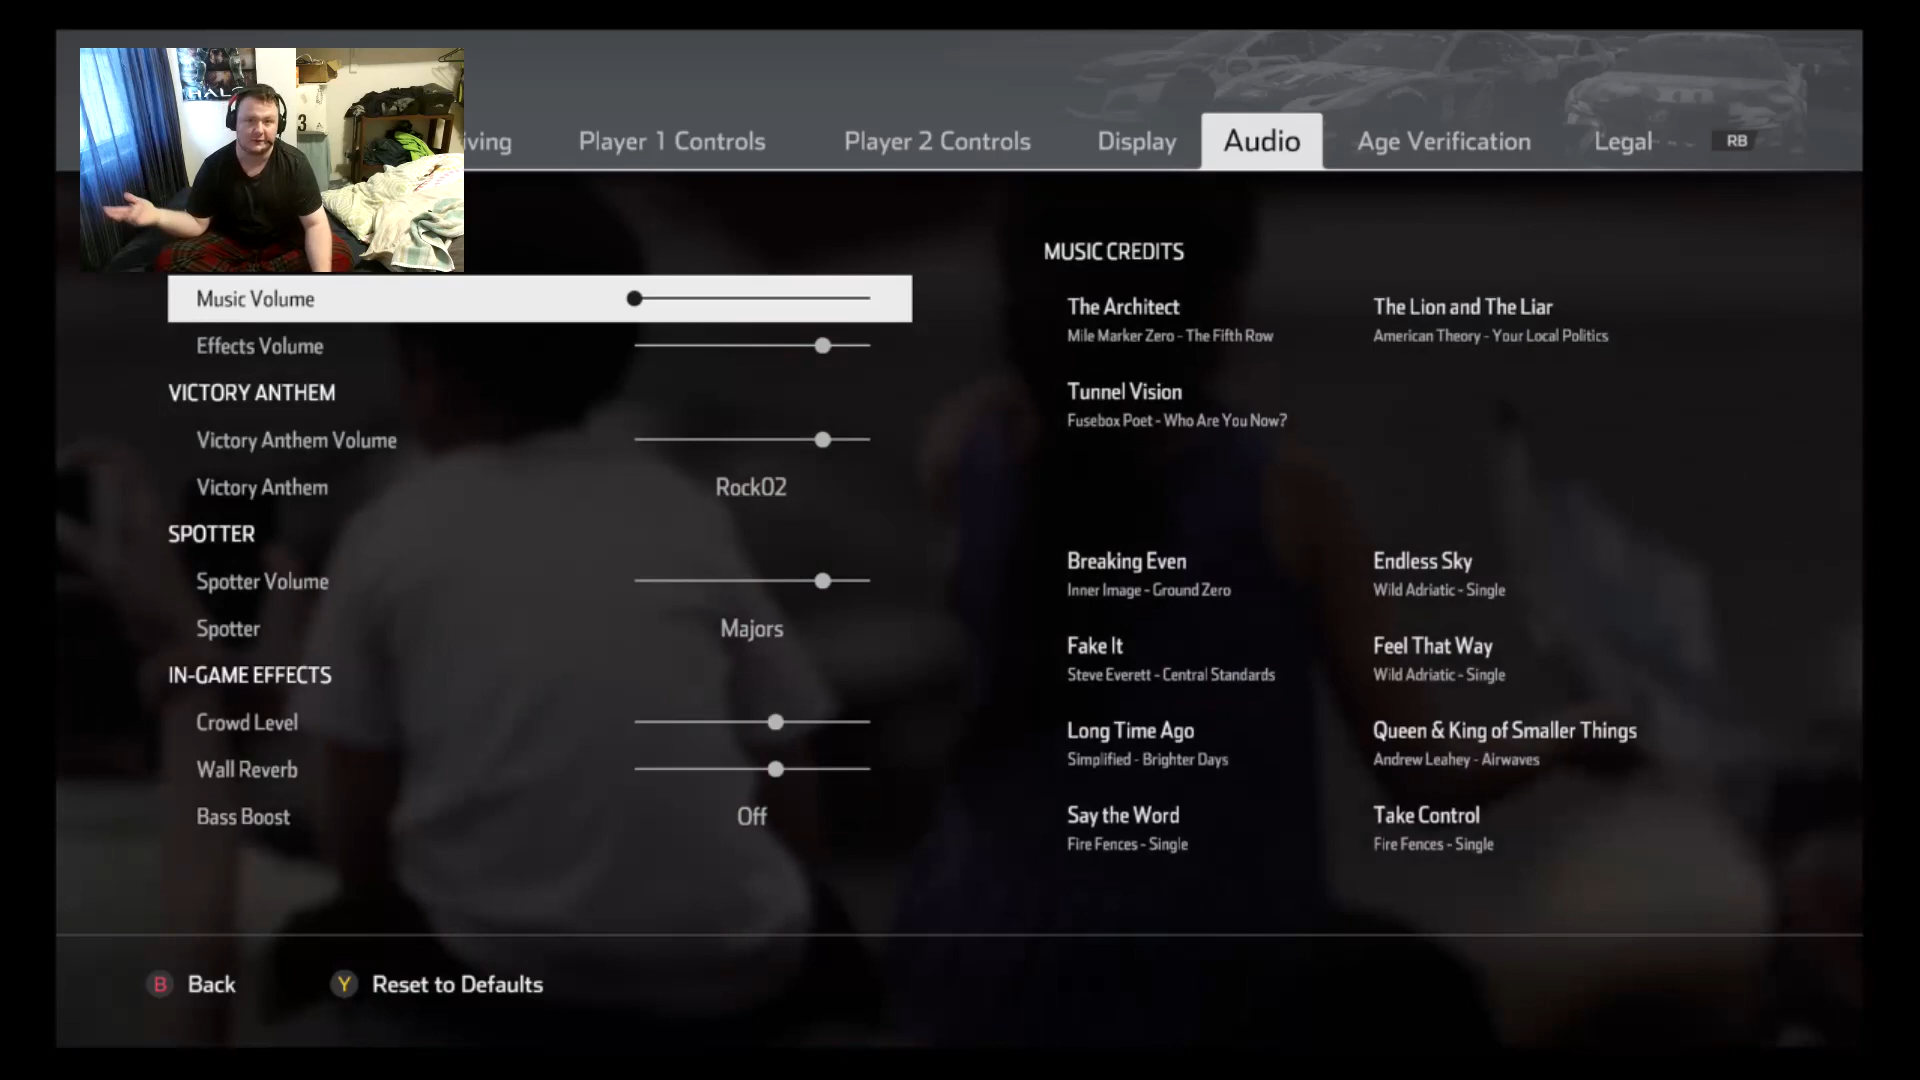 HALO
3
iving
Player 1 Controls
Player 2 Controls
Display
Audio
Age Verification
Legal
RB
Music Volume
Effects Volume
VICTORY ANTHEM
Victory Anthem Volume
Victory Anthem
Rock02
SPOTTER
Spotter Volume
Spotter
Majors
IN-GAME EFFECTS
Crowd Level
Wall Reverb
Bass Boost
Off
MUSIC CREDITS
The Architect
Mile Marker Zero - The Fifth Row
The Lion and The Liar
American Theory - Your Local Politics
Tunnel Vision
Fusebox Poet - Who Are You Now?
Breaking Even
Inner Image - Ground Zero
Endless Sky
Wild Adriatic - Single
Fake It
Steve Everett - Central Standards
Feel That Way
Wild Adriatic - Single
Long Time Ago
Simplified - Brighter Days
Queen & King of Smaller Things
Andrew Leahey - Airwaves
Say the Word
Fire Fences - Single
Take Control
Fire Fences - Single
B Back
Y Reset to Defaults